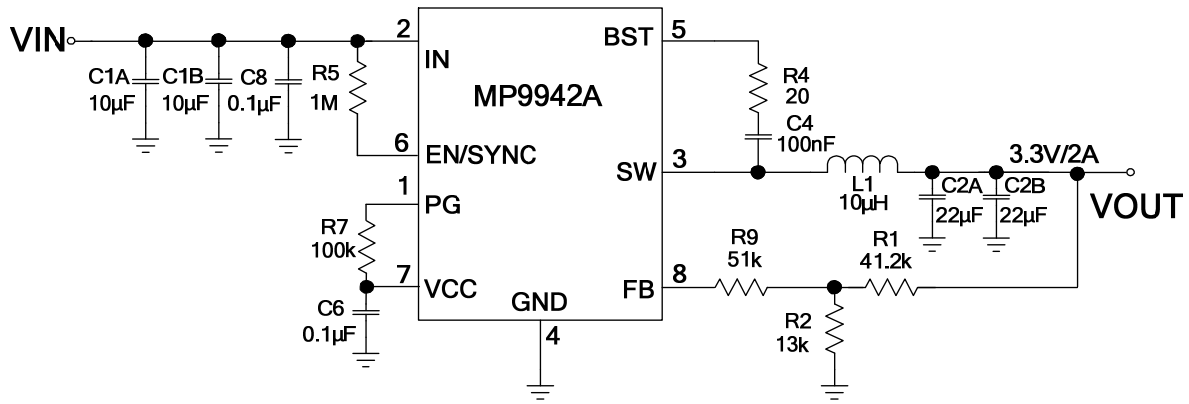 VIN
C1A
10µF
C1B
10µF
C8
0.1µF
R5
1M
2
IN
6
EN/SYNC
1
PG
R7
100k
7
VCC
C6
0.1µF
MP9942A
GND
4
BST
5
R4
20
C4
100nF
SW
3
L1
10µH
3.3V/2A
C2A
22µF
C2B
22µF
VOUT
FB
8
R9
51k
R1
41.2k
R2
13k